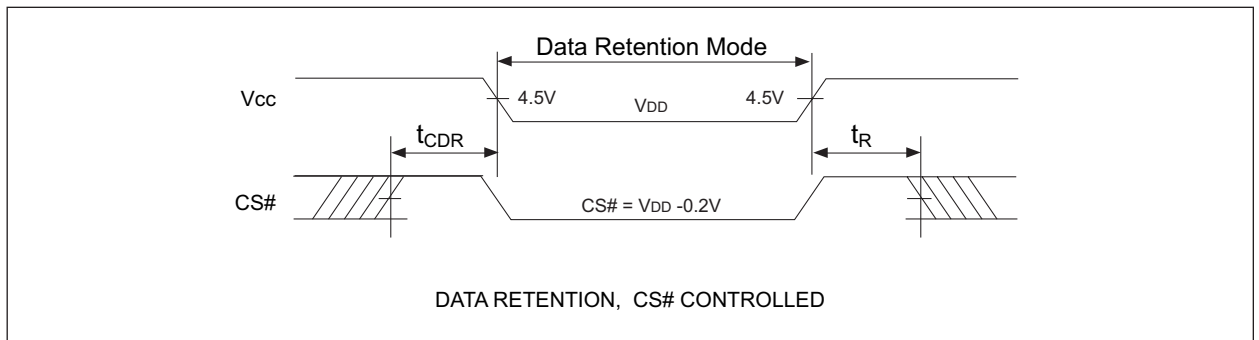 Data Retention Mode
Vcc
4.5V
VDD
4.5V
tCDR
tR
CS#
CS# = VDD -0.2V
DATA RETENTION, CS# CONTROLLED